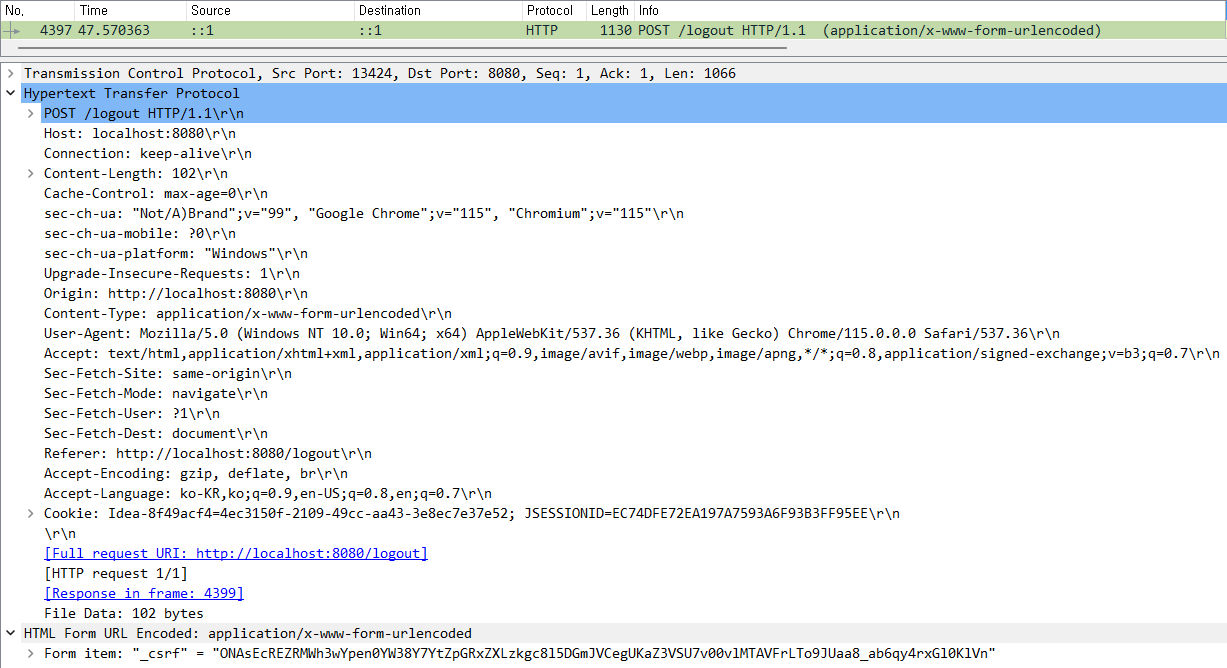 No. Time Source Destination Protocol Length Info
4397 47.570363 ::1 ::1 HTTP 1130 POST /logout HTTP/1.1 (application/x-www-form-urlencoded)
Transmission Control Protocol, Src Port: 13424, Dst Port: 8080, Seq: 1, Ack: 1, Len: 1066
Hypertext Transfer Protocol
POST /logout HTTP/1.1\r\n
Host: localhost:8080\r\n
Connection: keep-alive\r\n
Content-Length: 102\r\n
Cache-Control: max-age=0\r\n
sec-ch-ua: "Not/A)Brand";v="99", "Google Chrome";v="115", "Chromium";v="115"\r\n
sec-ch-ua-mobile: ?0\r\n
sec-ch-ua-platform: "Windows"\r\n
Upgrade-Insecure-Requests: 1\r\n
Origin: http://localhost:8080\r\n
Content-Type: application/x-www-form-urlencoded\r\n
User-Agent: Mozilla/5.0 (Windows NT 10.0; Win64; x64) AppleWebKit/537.36 (KHTML, like Gecko) Chrome/115.0.0.0 Safari/537.36\r\n
Accept: text/html,application/xhtml+xml,application/xml;q=0.9,image/avif,image/webp,image/apng,*/*;q=0.8,application/signed-exchange;v=b3;q=0.7\r\n
Sec-Fetch-Site: same-origin\r\n
Sec-Fetch-Mode: navigate\r\n
Sec-Fetch-User: ?1\r\n
Sec-Fetch-Dest: document\r\n
Referer: http://localhost:8080/logout\r\n
Accept-Encoding: gzip, deflate, br\r\n
Accept-Language: ko-KR,ko;q=0.9,en-US;q=0.8,en;q=0.7\r\n
Cookie: Idea-8f49acf4=4ec3150f-2109-49cc-aa43-3e8ec7e37e52; JSESSIONID=EC74DFE72EA197A7593A6F93B3FF95EE\r\n
\r\n
[Full request URI: http://localhost:8080/logout]
[HTTP request 1/1]
[Response in frame: 4399]
File Data: 102 bytes
HTML Form URL Encoded: application/x-www-form-urlencoded
Form item: "_csrf" = "ONAsEcREZRMWh3wYpen0YW38Y7YtZpGRxZXLzkgc8l5DGmJVCegUKaZ3VSU7v00vlMTAVFrLTo9JUaa8_ab6qy4rxGl0KlVn"